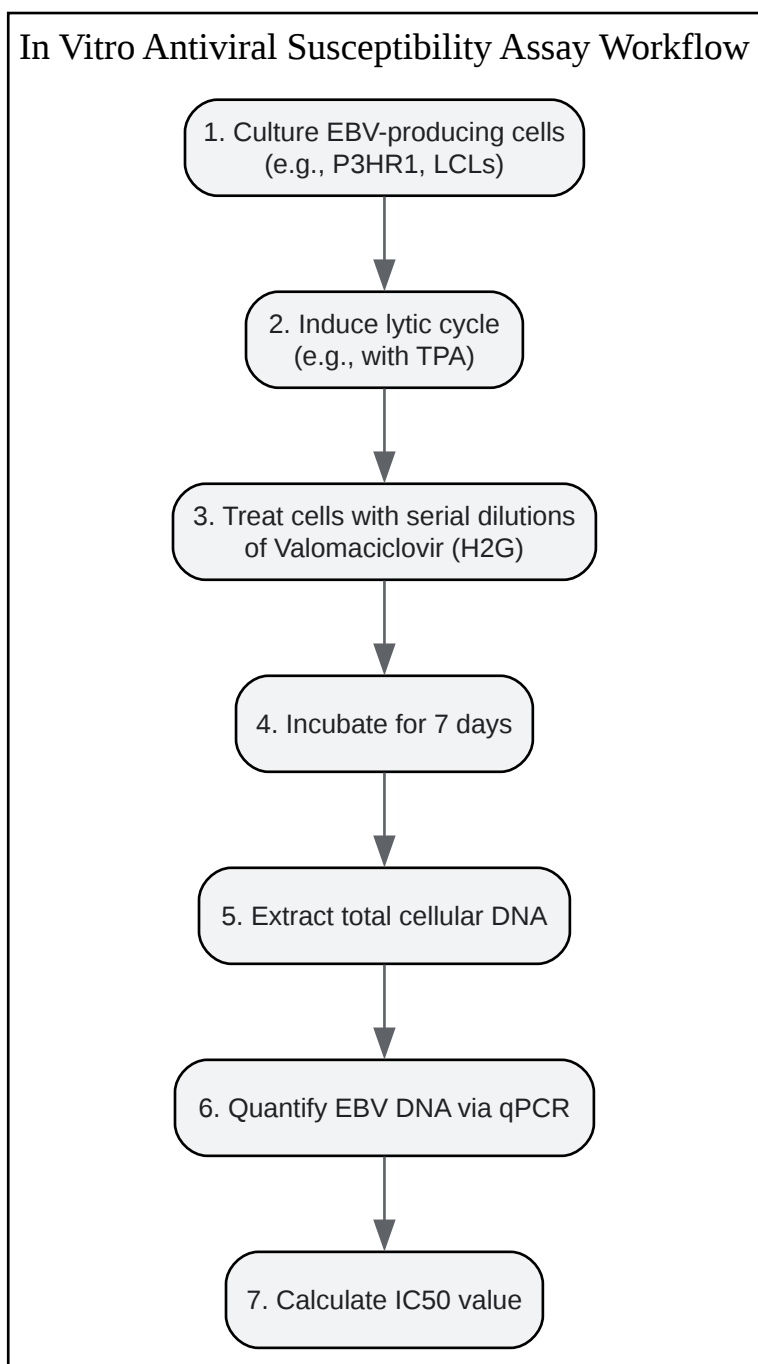 In Vitro Antiviral Susceptibility Assay Workflow
1. Culture EBV-producing cells
(e.g., P3HR1, LCLs)
2. Induce lytic cycle
(e.g., with TPA)
3. Treat cells with serial dilutions
of Valomaciclovir (H2G)
4. Incubate for 7 days
5. Extract total cellular DNA
6. Quantify EBV DNA via qPCR
7. Calculate IC50 value